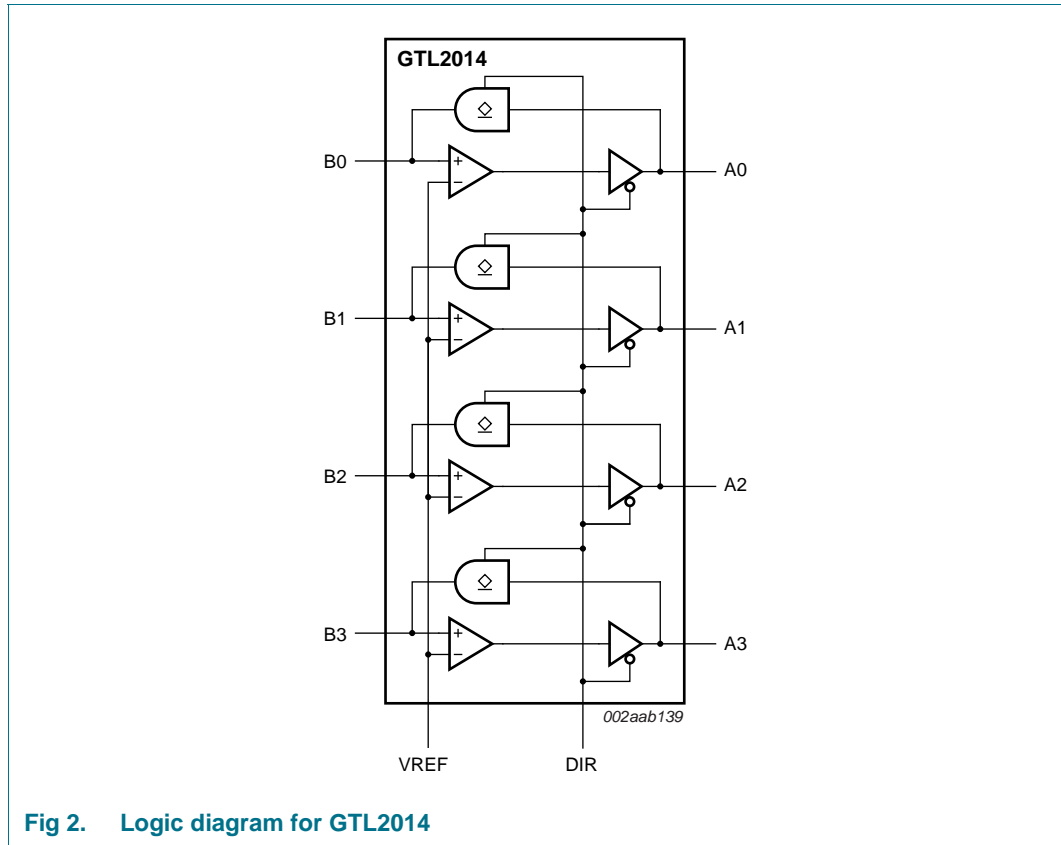 GTL2014
B0
A0
B1
A1
B2
A2
B3
A3
002aab139
VREF DIR
Fig 2. Logic diagram for GTL2014